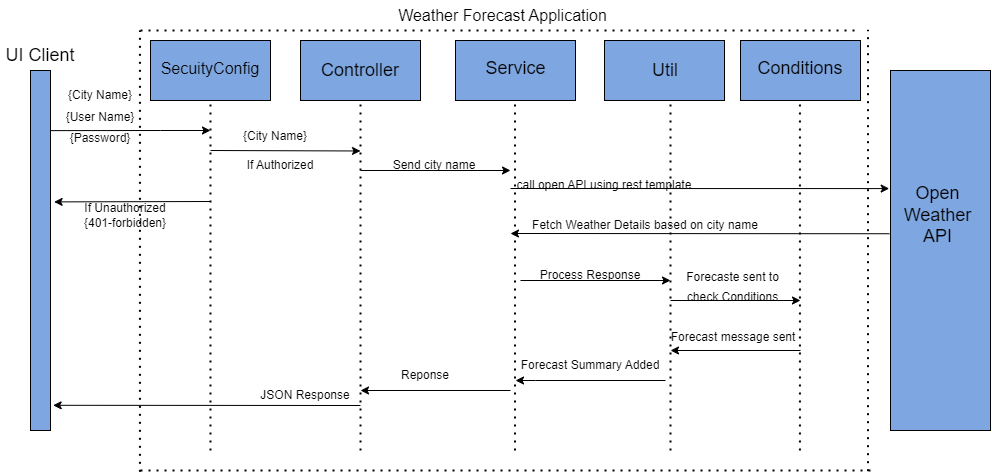 Weather Forecast Application
UI Client
SecuityConfig
Controller
Service
Util
Conditions
{City Name}
{User Name}
{Password}
{City Name}
If Authorized
Send city name
call open API using rest template
If Unauthorized
{401-forbidden}
Open
Weather
API
Fetch Weather Details based on city name
Process Response
Forecaste sent to
check Conditions
Forecast message sent
Forecast Summary Added
Reponse
JSON Response